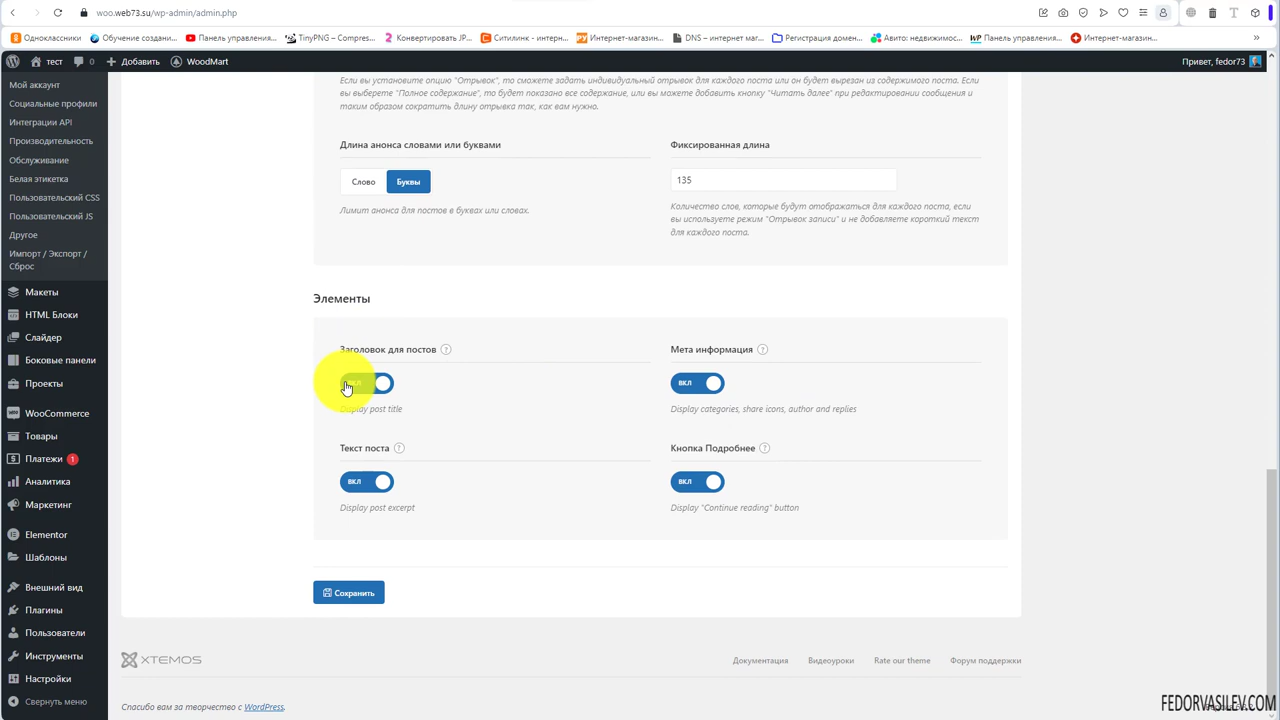 woo.web73.su/wp-admin/admin.php
Одноклассники
Обучение создани...
Панель управления...
TinyPNG – Compres...
Конвертировать JP...
Ситилинк - интерн...
Интернет-магазин...
DNS – интернет маг...
Регистрация домен...
Авито: недвижимос...
Панель управления...
Интернет-магазин...
»
тест
0
Добавить
WoodMart
Привет, fedor73
Мой аккаунт
Социальные профили
Интеграции API
Производительность
Обслуживание
Белая этикетка
Пользовательский CSS
Пользовательский JS
Другое
Импорт / Экспорт /
Сброс
Макеты
HTML Блоки
Слайдер
Боковые панели
Проекты
WooCommerce
Товары
Платежи 1
Аналитика
Маркетинг
Elementor
Шаблоны
Внешний вид
Плагины
Пользователи
Инструменты
Настройки
Свернуть меню
Если вы установите опцию "Отрывок", то сможете задать индивидуальный отрывок для каждого поста или он будет вырезан из содержимого поста. Если
вы выберете "Полное содержание", то будет показано все содержание, или вы можете добавить кнопку "Читать далее" при редактировании сообщения и
таким образом сократить длину отрывка так, как вам нужно.
Длина анонса словами или буквами
Слово
Буквы
Лимит анонса для постов в буквах или словах.
Фиксированная длина
135
Количество слов, которые будут отображаться для каждого поста, если
вы используете режим "Отрывок записи" и не добавляете короткий текст
для каждого поста.
Элементы
Заголовок для постов ?
Display post title
Мета информация ?
ВКЛ
Display categories, share icons, author and replies
Текст поста ?
ВКЛ
Display post excerpt
Кнопка Подробнее ?
ВКЛ
Display "Continue reading" button
Сохранить
XTEMOS
Документация
Видеоуроки
Rate our theme
Форум поддержки
Спасибо вам за творчество с WordPress.
FEDORVASILEV.COM